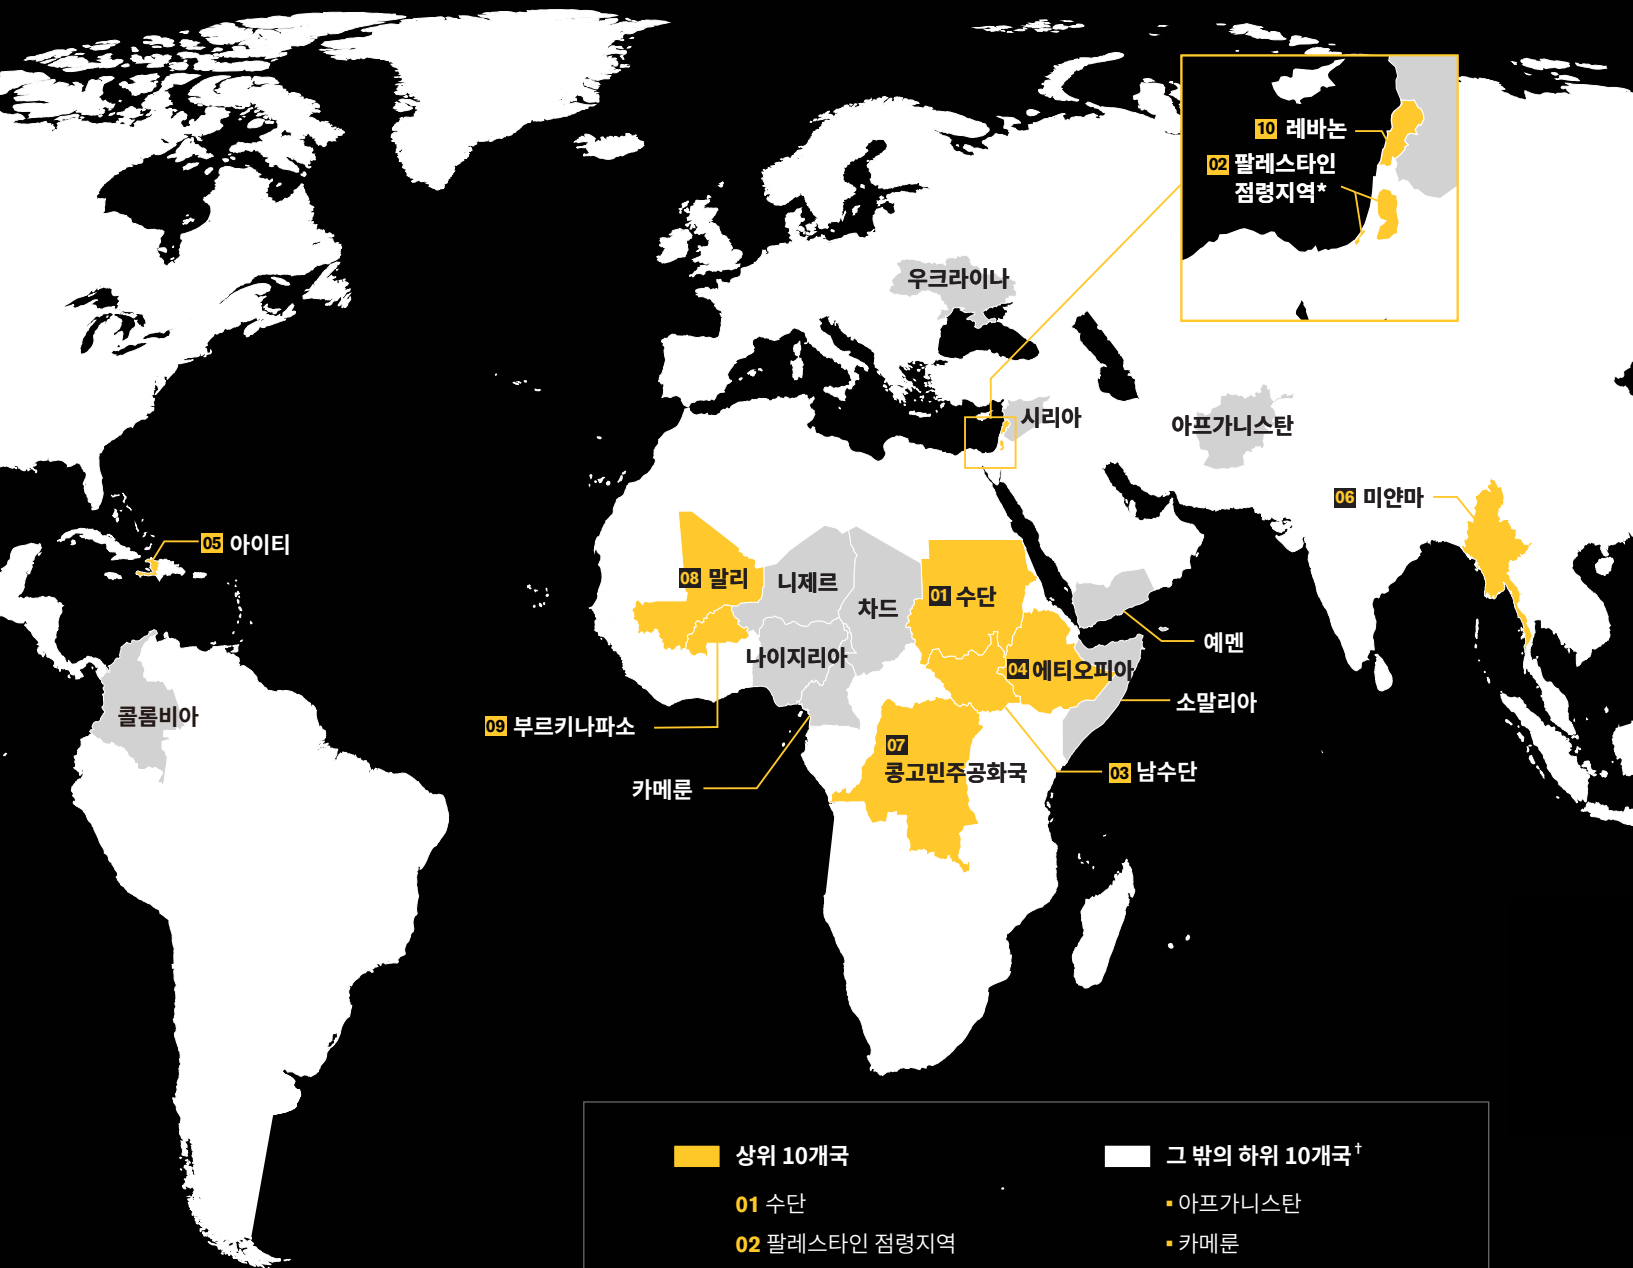 10 레바논
02 팔레스타인
점령지역*
우크라이나
시리아
아프가니스탄
06 미얀마
05 아이티
08 말리
니제르
차드
01 수단
나이지리아
04 에티오피아
예멘
소말리아
콜롬비아
09 부르키나파소
07
콩고민주공화국
03 남수단
카메룬
상위 10개국
01 수단
02 팔레스타인 점령지역
그 밖의 하위 10개국†
▪ 아프가니스탄
▪ 카메룬